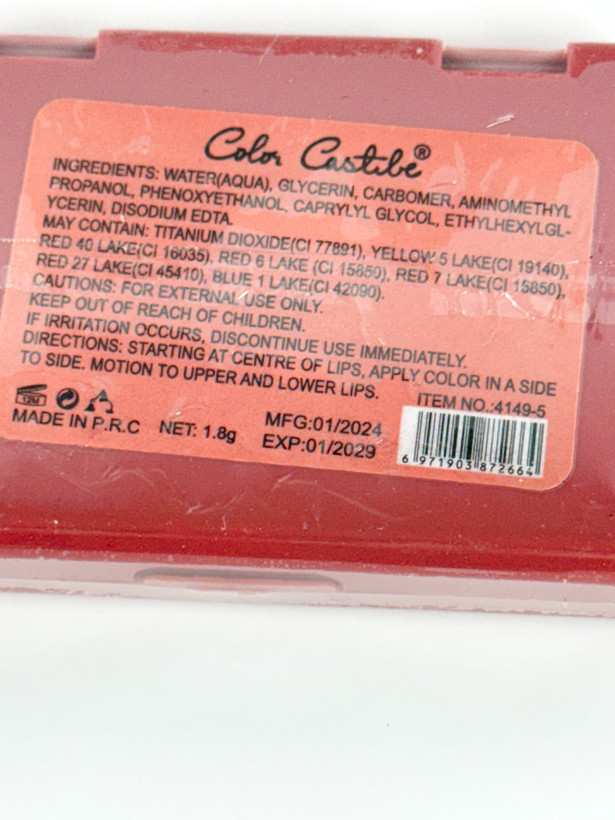 Color Castibe®
INGREDIENTS: WATER(AQUA), GLYCERIN, CARBOMER, AMINOMETHYL
PROPANOL, PHENOXYETHANOL, CAPRYLYL GLYCOL, ETHYLHEXYLGL-
YCERIN, DISODIUM EDTA.
MAY CONTAIN: TITANIUM DIOXIDE(CI 77891), YELLOW 5 LAKE(CI 19140),
RED 40 LAKE(CI 16035), RED 6 LAKE (CI 15850), RED 7 LAKE(CI 15850),
RED 27 LAKE(CI 45410), BLUE 1 LAKE(CI 42090).
CAUTIONS: FOR EXTERNAL USE ONLY.
KEEP OUT OF REACH OF CHILDREN.
IF IRRITATION OCCURS, DISCONTINUE USE IMMEDIATELY.
DIRECTIONS: STARTING AT CENTRE OF LIPS, APPLY COLOR IN A SIDE
TO SIDE. MOTION TO UPPER AND LOWER LIPS.
ITEM NO.:4149-5
12M
MADE IN P.R.C NET: 1.8g
MFG:01/2024
EXP:01/2029
6 971903 872664